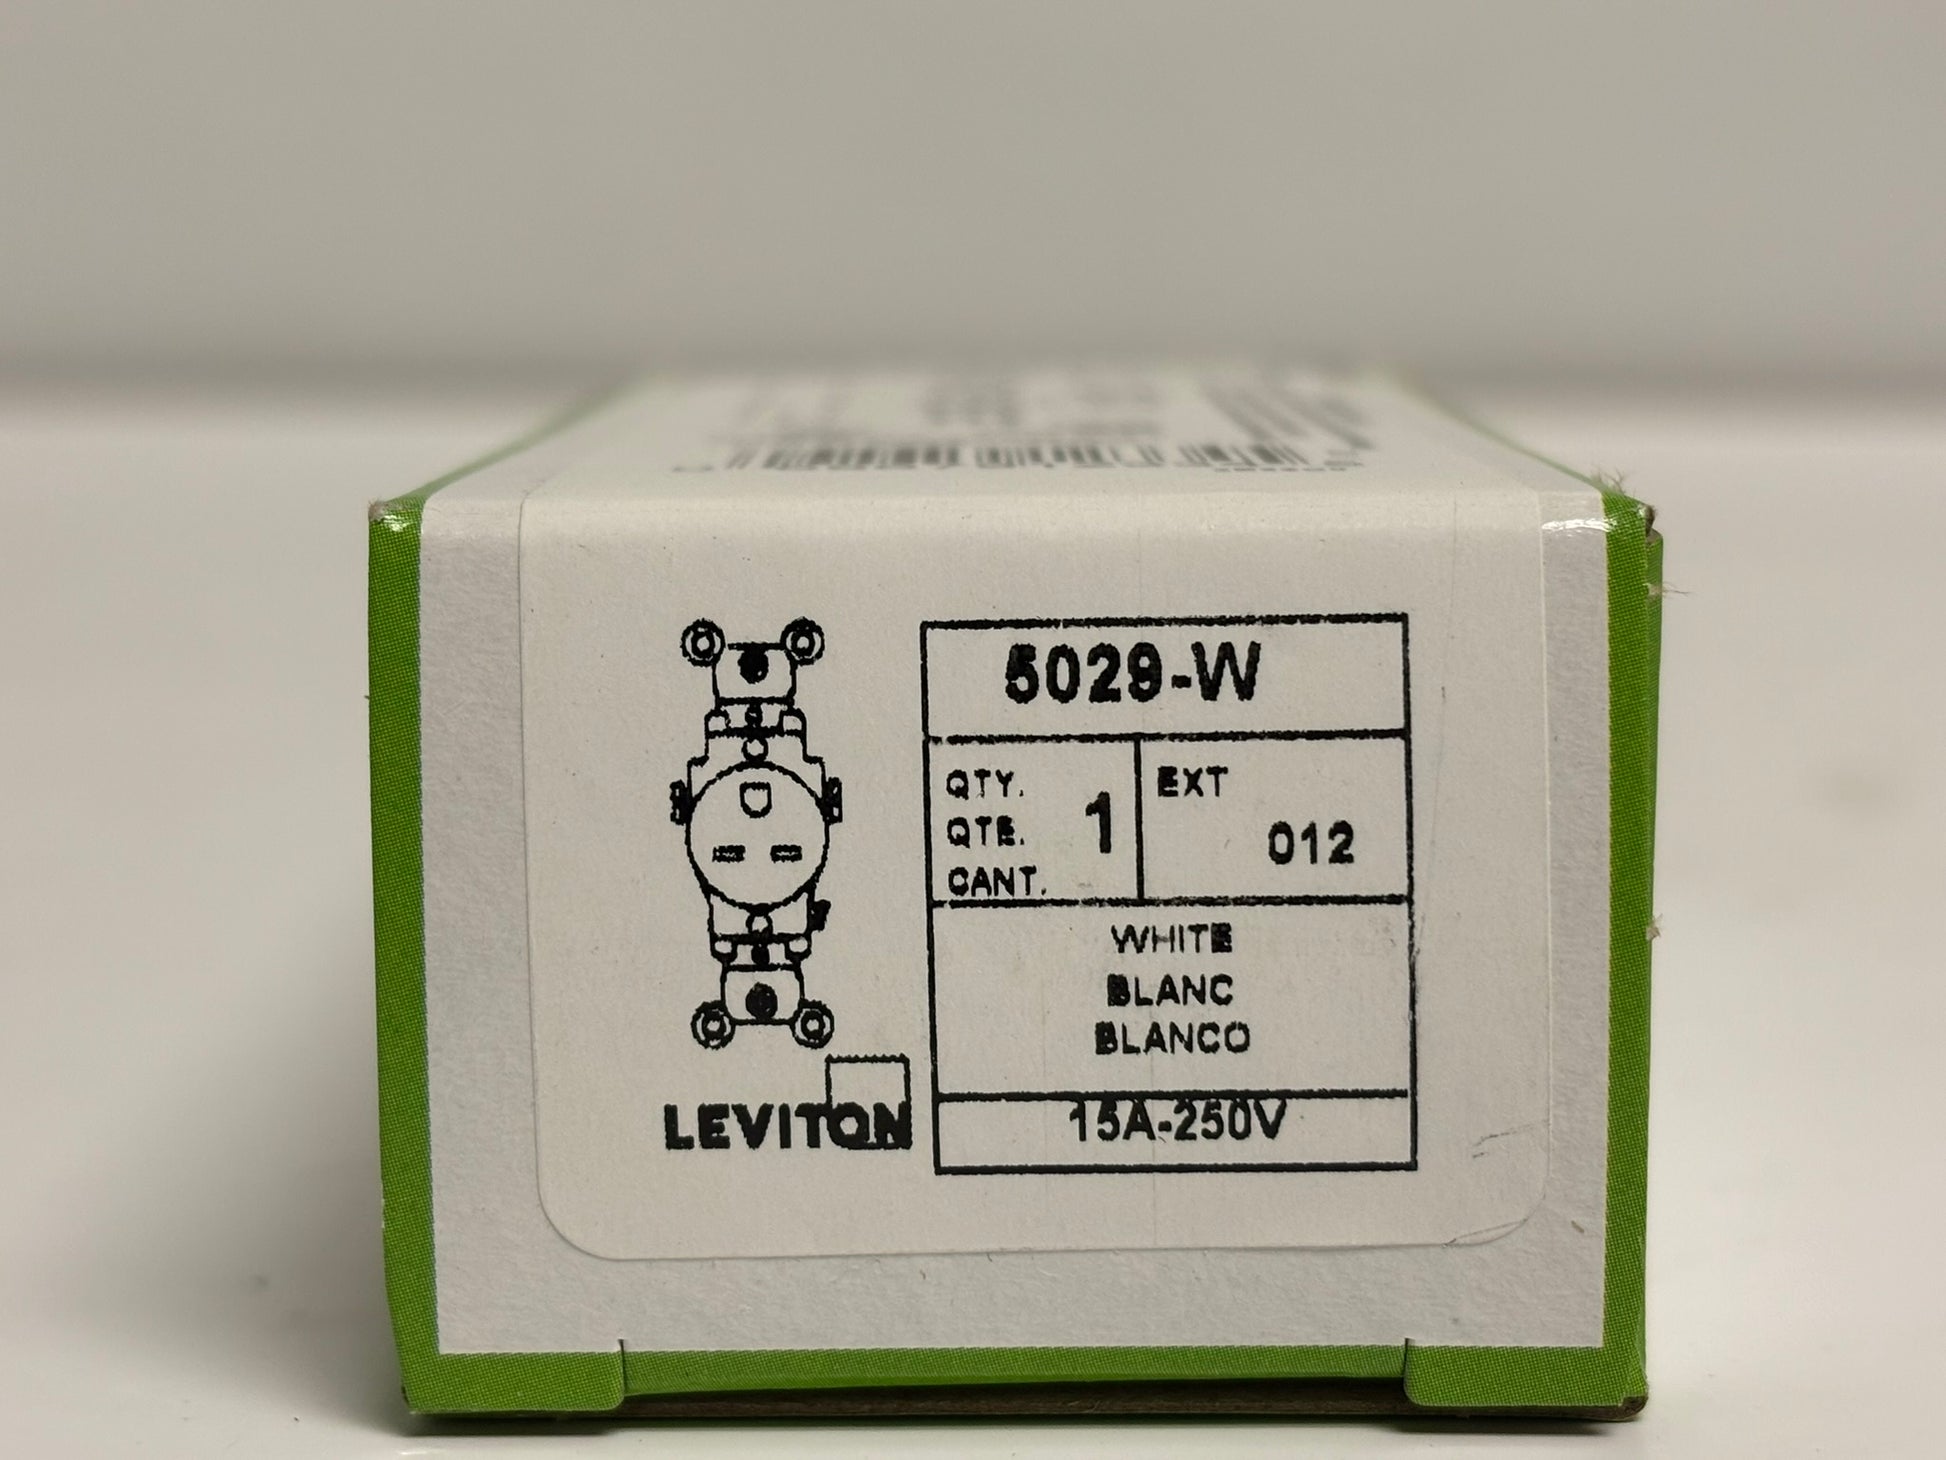 5029-W
QTY.
QTE.
CANT.
1
EXT
012
WHITE
BLANC
BLANCO
15A-250V
LEVITON